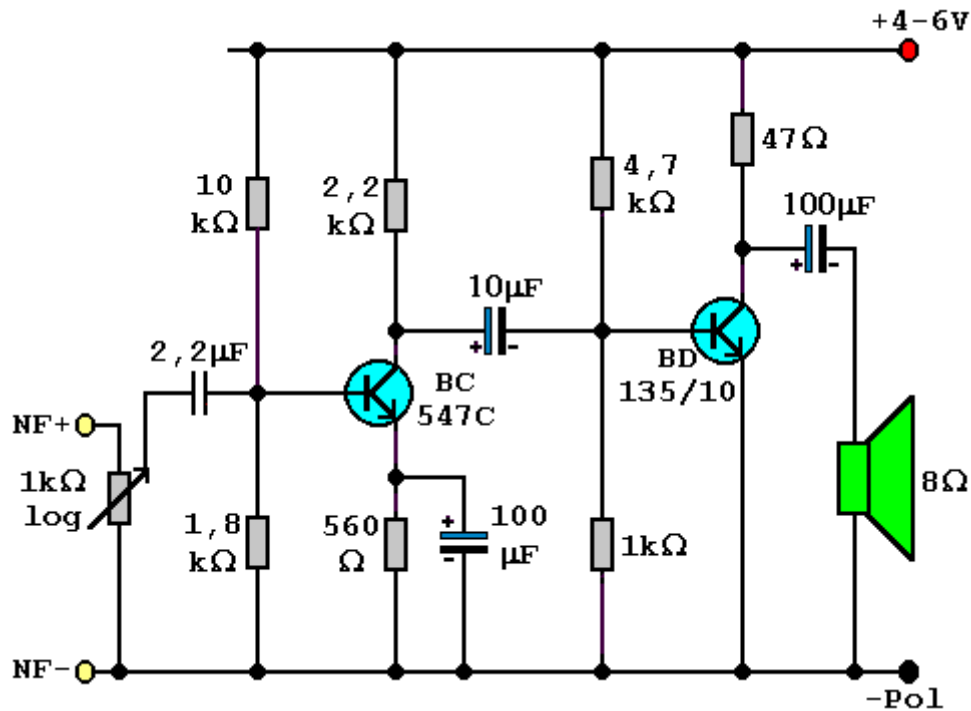 +4-6V
10
kΩ
2,2
kΩ
4,7
kΩ
47Ω
100µF
10µF
2,2µF
BC
547C
BD
135/10
NF+
1kΩ
log
1,8
kΩ
560
Ω
+
-
100
µF
1kΩ
8Ω
+
-
+
-
NF-
-Pol